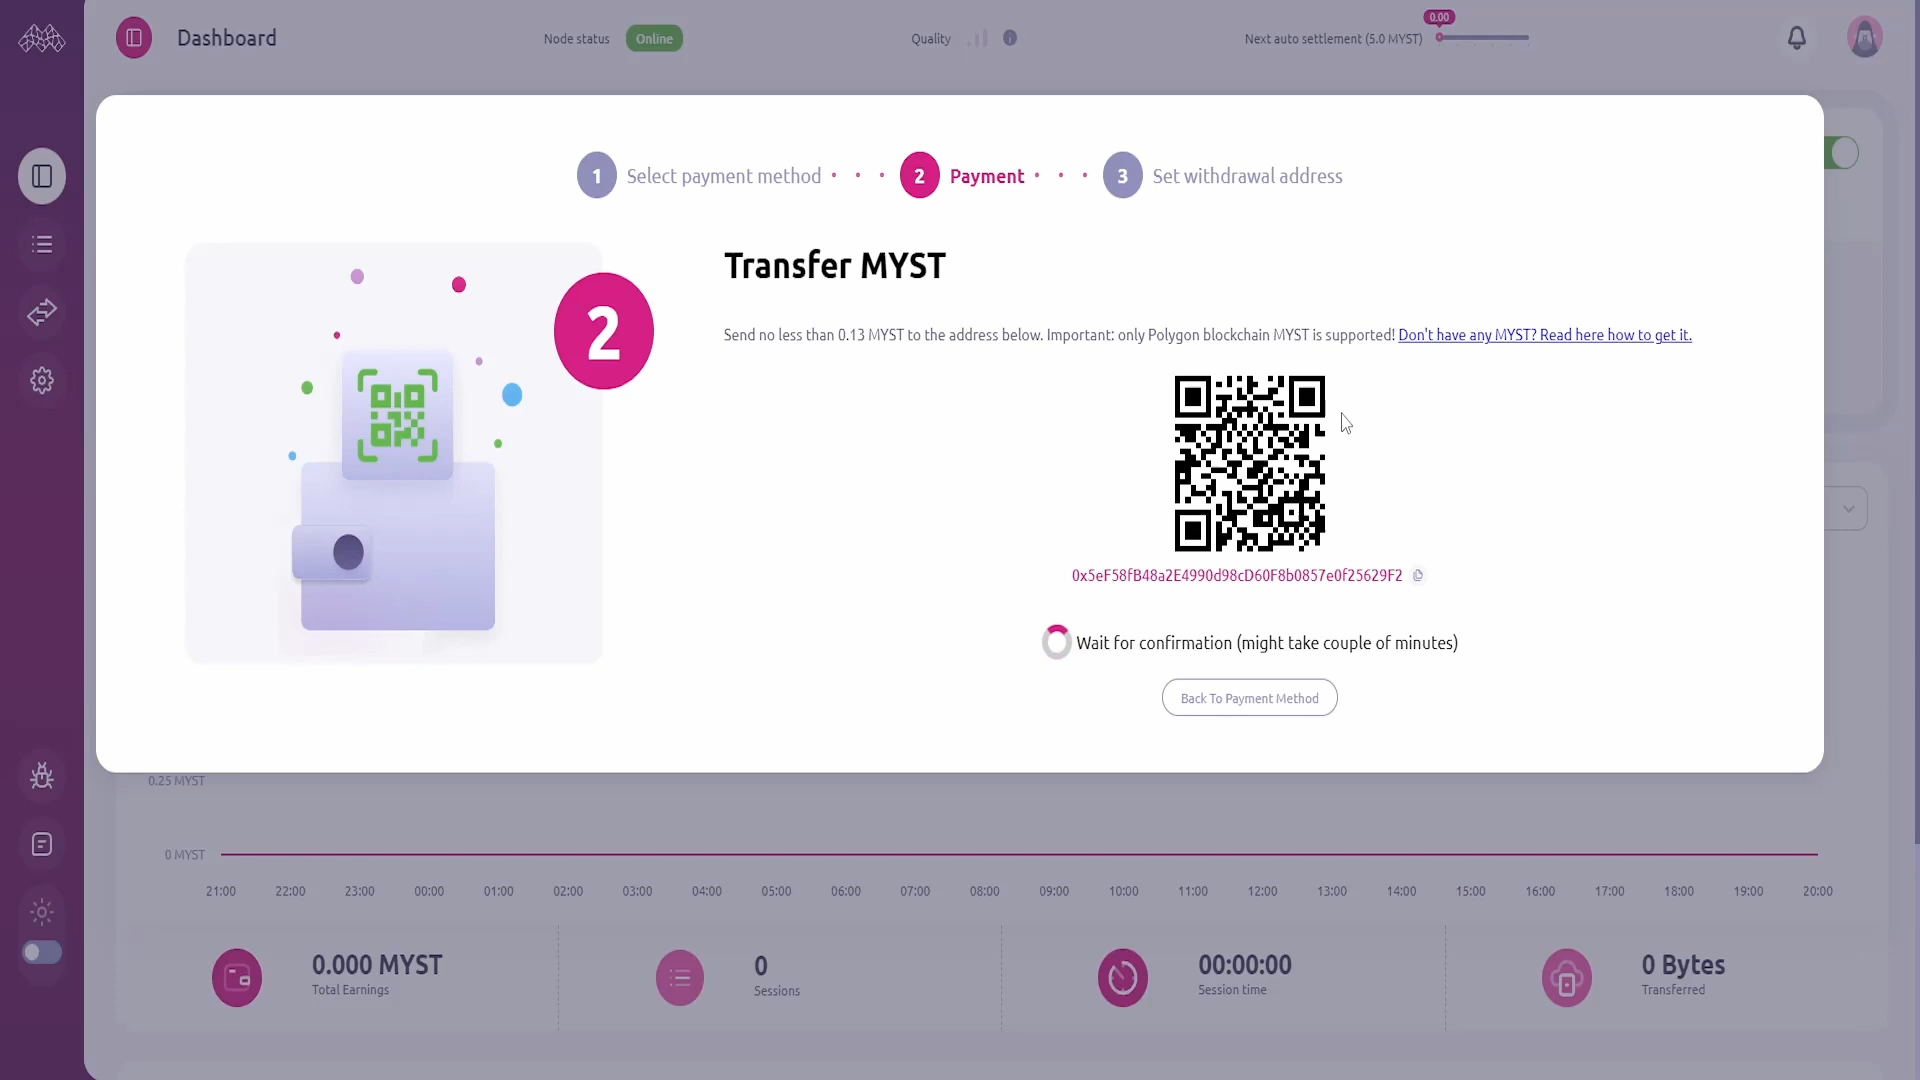 Dashboard
Node status
Online
Quality
Next auto settlement (5.0 MYST)
0.00
1
Select payment method
2
Payment
3
Set withdrawal address
2
Transfer MYST
Send no less than 0.13 MYST to the address below. Important: only Polygon blockchain MYST is supported! Don't have any MYST? Read here how to get it.
0x5eF58fB48a2E4990d98cD60F8b0857e0f25629F2
Wait for confirmation (might take couple of minutes)
Back To Payment Method
0.25 MYST
0 MYST
21:00 22:00 23:00 00:00 01:00 02:00 03:00 04:00 05:00 06:00 07:00 08:00 09:00 10:00 11:00 12:00 13:00 14:00 15:00 16:00 17:00 18:00 19:00 20:00
0.000 MYST
Total Earnings
0
Sessions
00:00:00
Session time
0 Bytes
Transferred